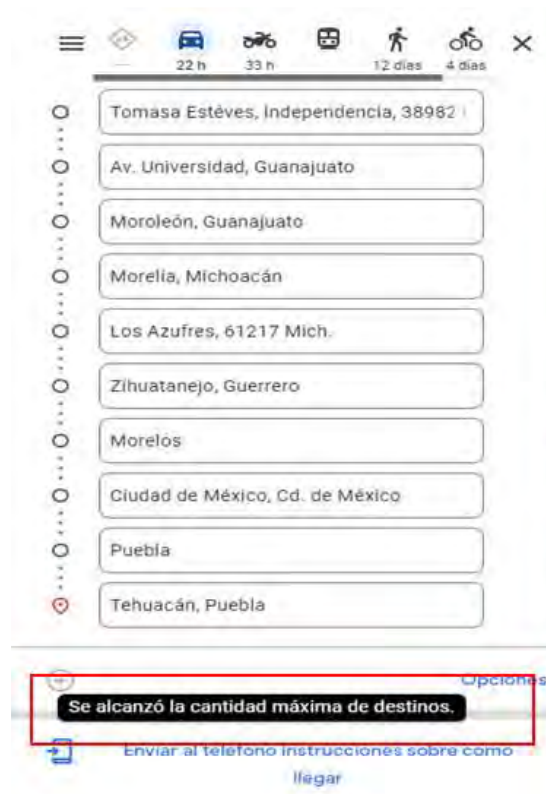 22 h 33 h 12 días 4 días
Tomasa Estéves, Independencia, 38982
Av. Universidad, Guanajuato
Moroleón, Guanajuato
Morelia, Michoacán
Los Azufres, 61217 Mich.
Zihuatanejo, Guerrero
Morelos
Ciudad de México, Cd. de México
Puebla
Tehuacán, Puebla
Opciones
Se alcanzó la cantidad máxima de destinos.
Enviar al teléfono instrucciones sobre cómo
llegar